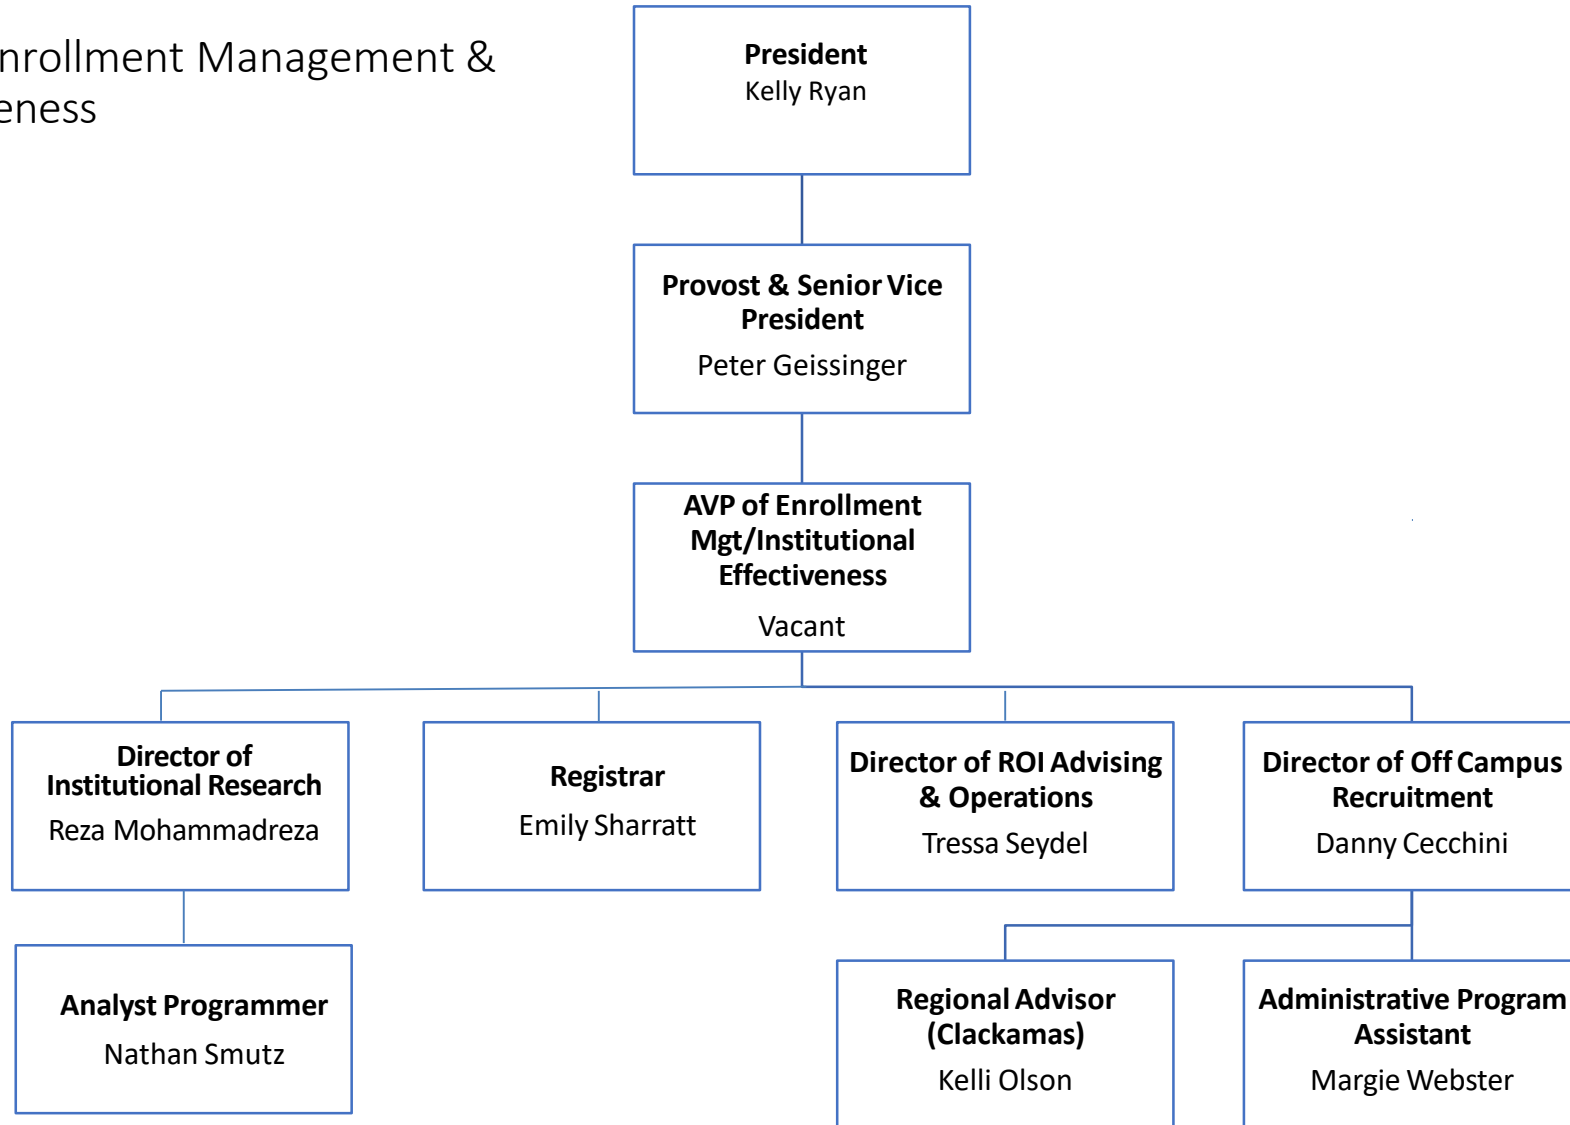 nrollment Management &
eness
President
Kelly Ryan
Provost & Senior Vice
President
Peter Geissinger
AVP of Enrollment
Mgt/Institutional
Effectiveness
Vacant
Director of
Institutional Research
Reza Mohammadreza
Registrar
Emily Sharratt
Director of ROI Advising
& Operations
Tressa Seydel
Director of Off Campus
Recruitment
Danny Cecchini
Analyst Programmer
Nathan Smutz
Regional Advisor
(Clackamas)
Kelli Olson
Administrative Program
Assistant
Margie Webster